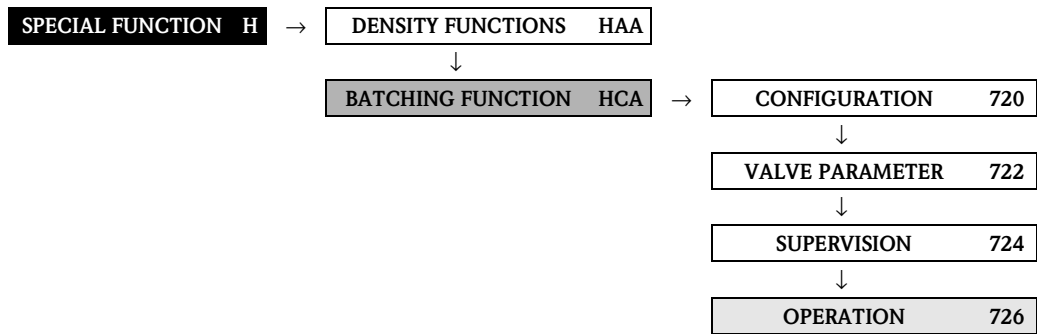 SPECIAL FUNCTION H → DENSITY FUNCTIONS HAA
↓
BATCHING FUNCTION HCA → CONFIGURATION 720
↓
VALVE PARAMETER 722
↓
SUPERVISION 724
↓
OPERATION 726